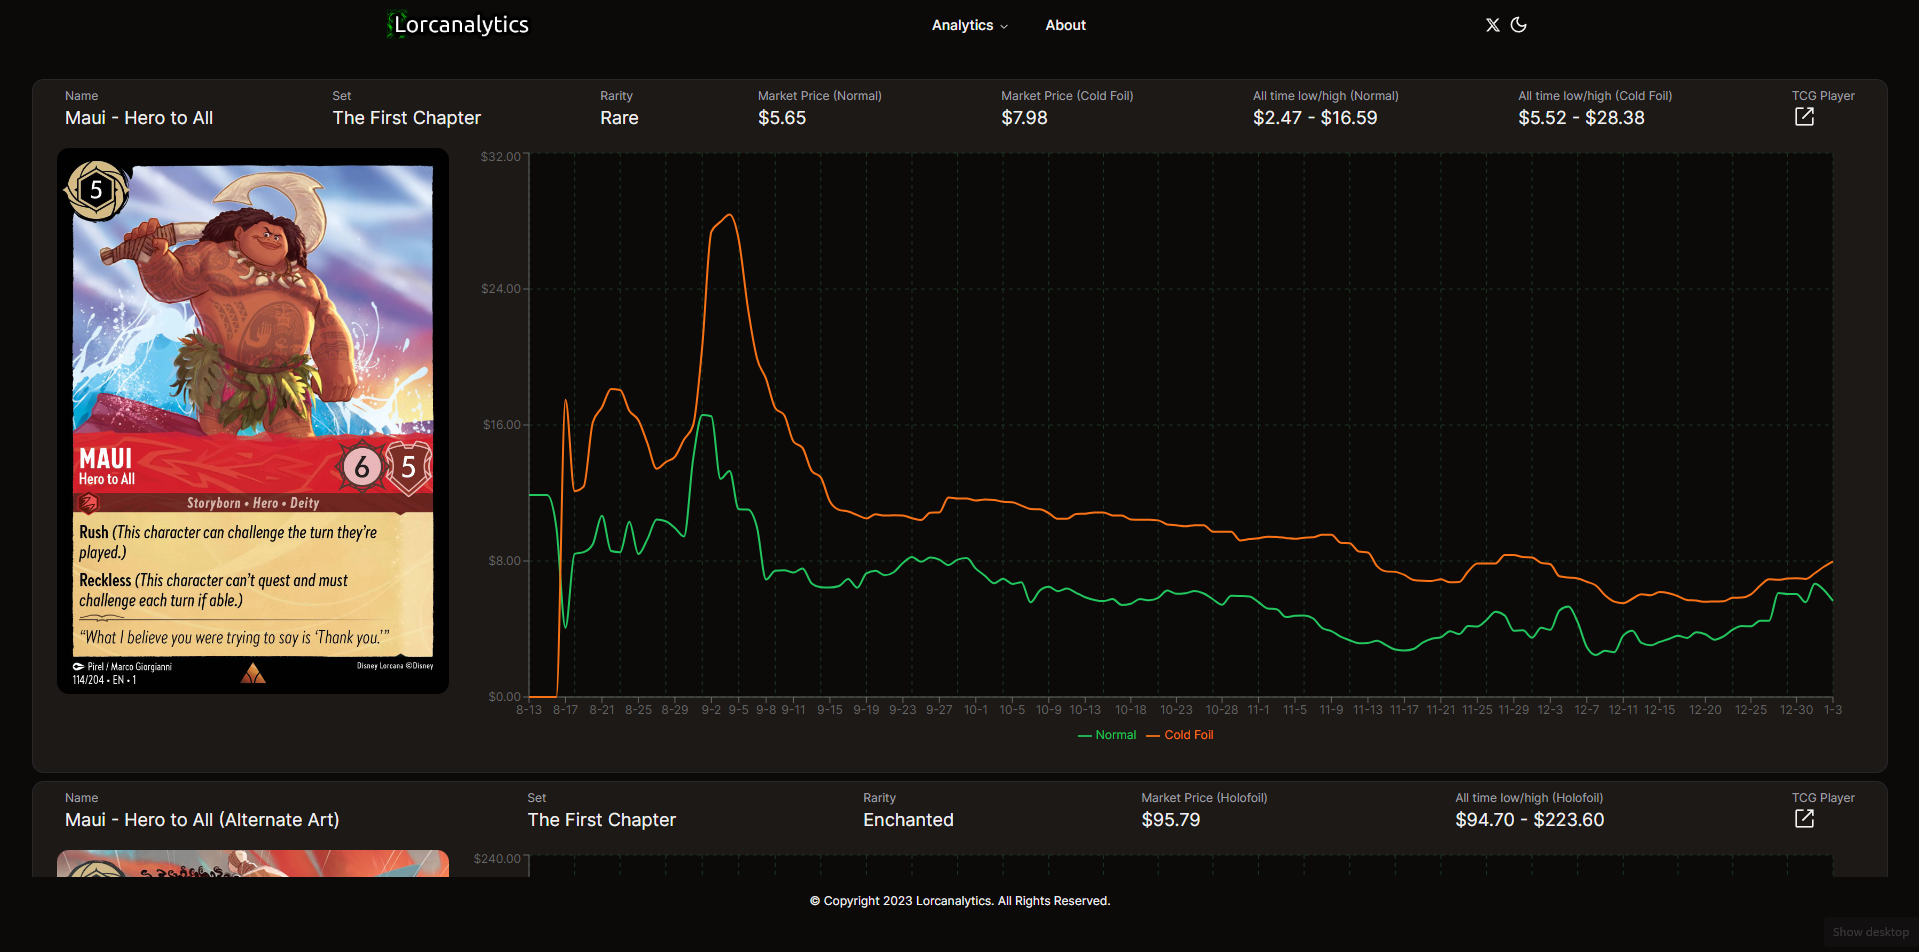 Lorcanalytics
Analytics
About
Name
Maui - Hero to All
Set
The First Chapter
Rarity
Rare
Market Price (Normal)
$5.65
Market Price (Cold Foil)
$7.98
All time low/high (Normal)
$2.47 - $16.59
All time low/high (Cold Foil)
$5.52 - $28.38
TCG Player
5
MAUI
Hero to All
6
5
Storyborn • Hero • Deity
Rush (This character can challenge the turn they're
played.)
Reckless (This character can't quest and must
challenge each turn if able.)
"What I believe you were trying to say is 'Thank you.'"
Pirel / Marco Giorgianni
Disney Lorcana ©Disney
114/204 • EN • 1
$32.00
$24.00
$16.00
$8.00
$0.00
8-13 8-17 8-21 8-25 8-29 9-2 9-5 9-8 9-11 9-15 9-19 9-23 9-27 10-1 10-5 10-9 10-13 10-18 10-23 10-28 11-1 11-5 11-9 11-13 11-17 11-21 11-25 11-29 12-3 12-7 12-11 12-15 12-20 12-25 12-30 1-3
Normal Cold Foil
Name
Maui - Hero to All (Alternate Art)
Set
The First Chapter
Rarity
Enchanted
Market Price (Holofoil)
$95.79
All time low/high (Holofoil)
$94.70 - $223.60
TCG Player
$240.00
© Copyright 2023 Lorcanalytics. All Rights Reserved.
Show desktop